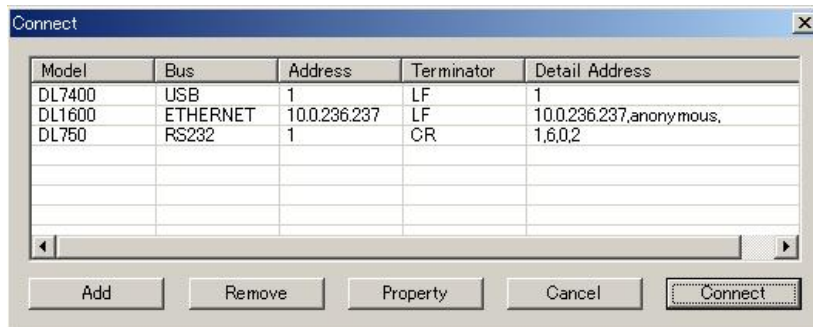 Connect
Model Bus Address Terminator Detail Address
DL7400 USB 1 LF 1
DL1600 ETHERNET 10.0.236.237 LF 10.0.236.237,anonymous,
DL750 RS232 1 CR 1,6,0,2
Add Remove Property Cancel Connect